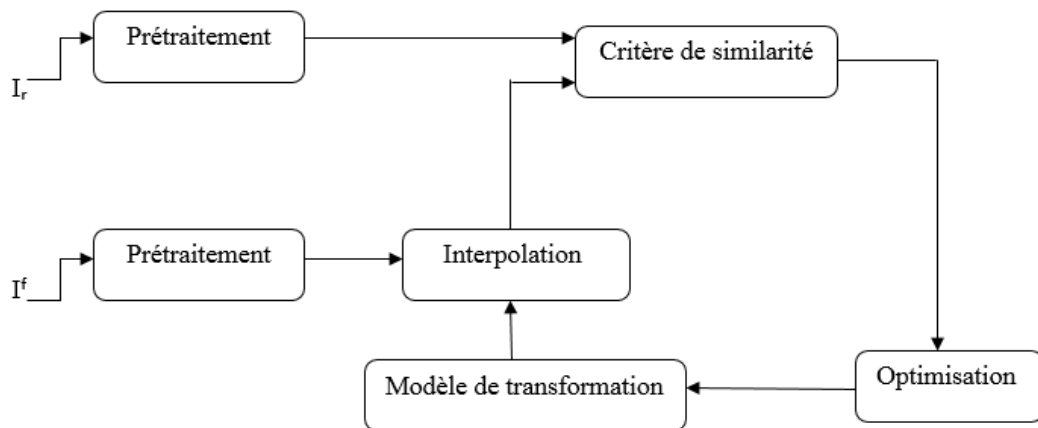 Prétraitement
Critère de similarité
Iᵣ
Prétraitement
Interpolation
Iᶠ
Modèle de transformation
Optimisation